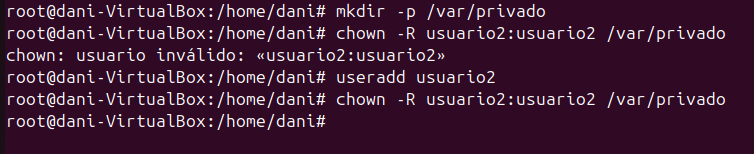 root@dani-VirtualBox:/home/dani# mkdir -p /var/privado
root@dani-VirtualBox:/home/dani# chown -R usuario2:usuario2 /var/privado
chown: usuario inválido: «usuario2:usuario2»
root@dani-VirtualBox:/home/dani# useradd usuario2
root@dani-VirtualBox:/home/dani# chown -R usuario2:usuario2 /var/privado
root@dani-VirtualBox:/home/dani#